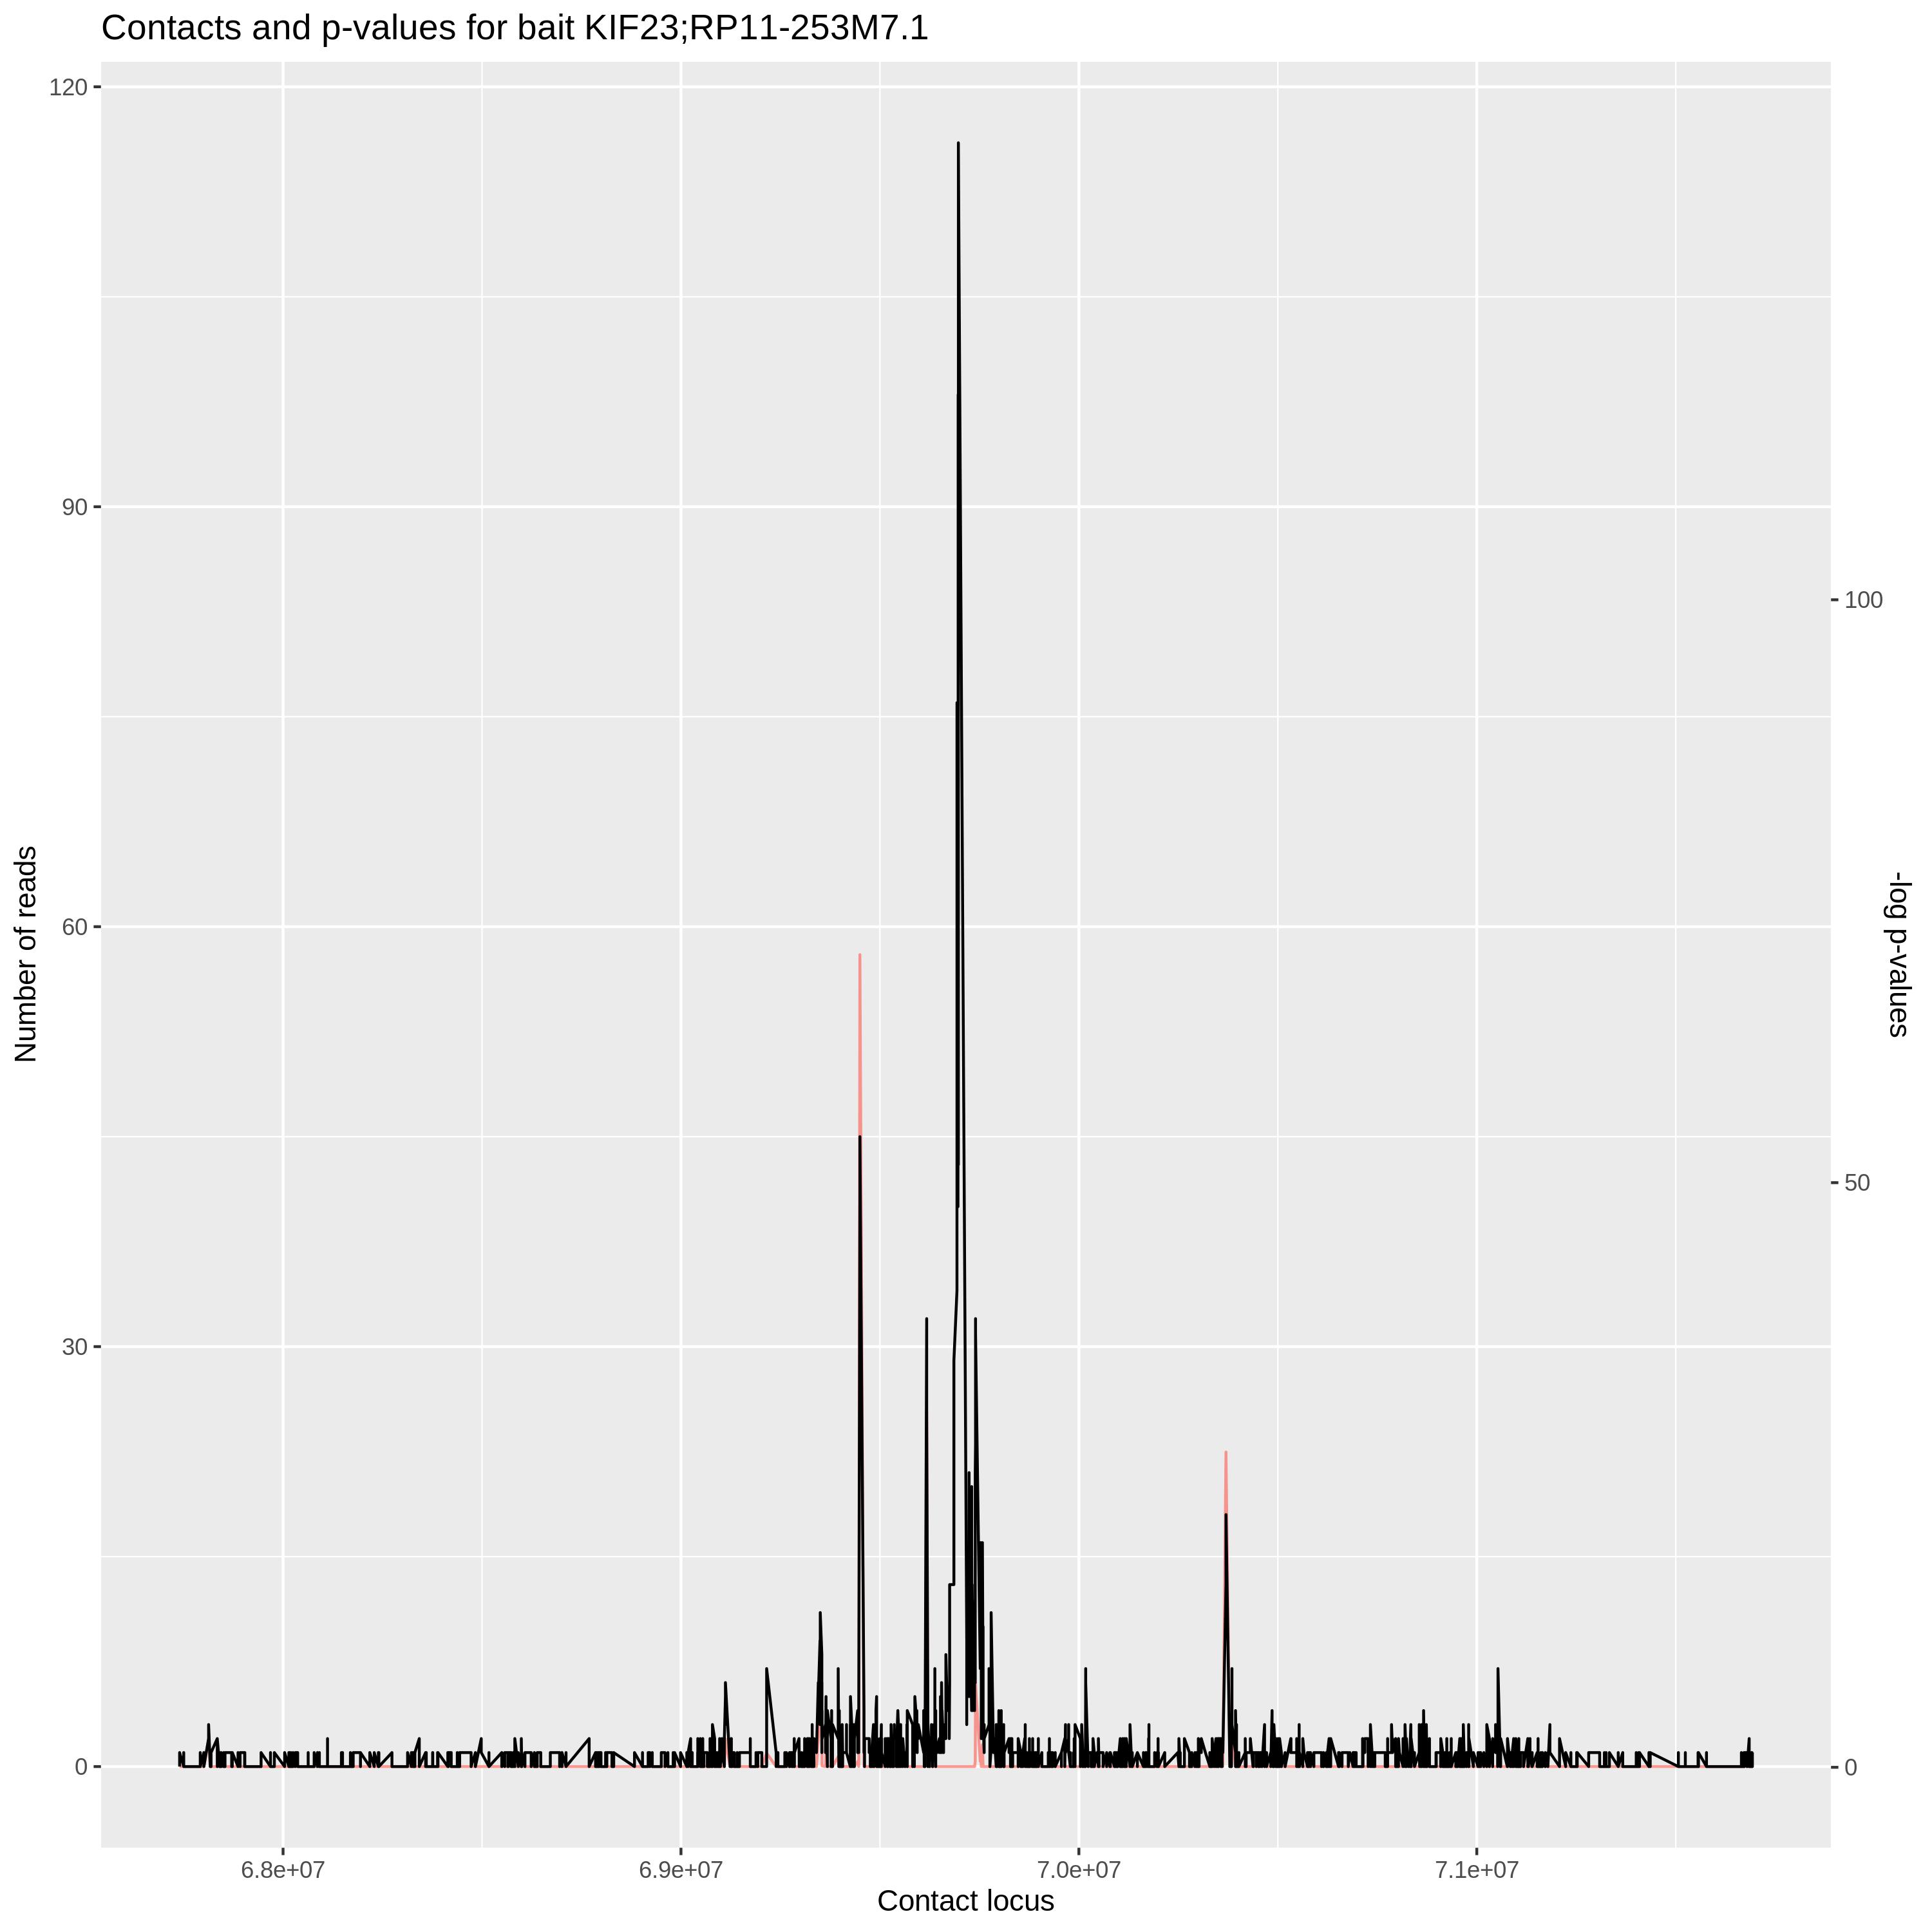 Contacts and p-values for bait KIF23;RP11-253M7.1
120
90
60
30
0
Number of reads
100
50
0
-log p-values
6.8e+07
6.9e+07
7.0e+07
7.1e+07
Contact locus